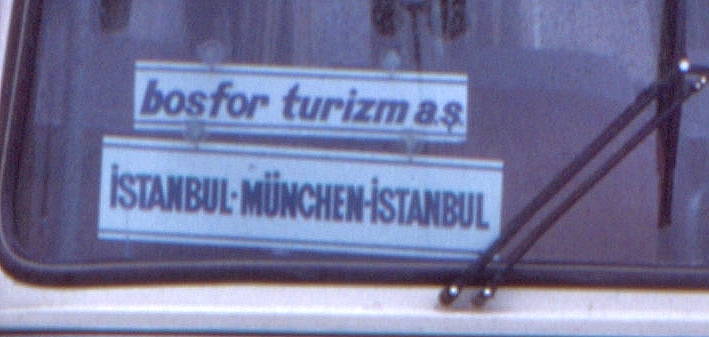 bosfor turizm a.ş.
İSTANBUL-MÜNCHEN-İSTANBUL